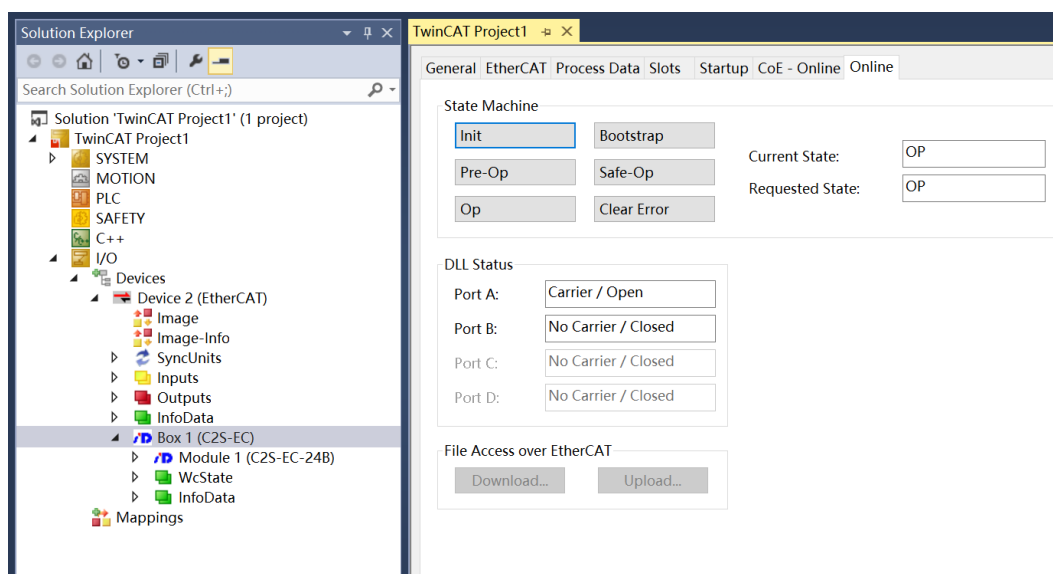 Solution Explorer
Search Solution Explorer (Ctrl+;)
Solution 'TwinCAT Project1' (1 project)
TwinCAT Project1
SYSTEM
MOTION
PLC
SAFETY
C++
I/O
Devices
Device 2 (EtherCAT)
Image
Image-Info
SyncUnits
Inputs
Outputs
InfoData
Box 1 (C2S-EC)
Module 1 (C2S-EC-24B)
WcState
InfoData
Mappings
TwinCAT Project1
General EtherCAT Process Data Slots Startup CoE - Online Online
State Machine
Init Bootstrap
Pre-Op Safe-Op
Op Clear Error
Current State: OP
Requested State: OP
DLL Status
Port A: Carrier / Open
Port B: No Carrier / Closed
Port C: No Carrier / Closed
Port D: No Carrier / Closed
File Access over EtherCAT
Download... Upload...